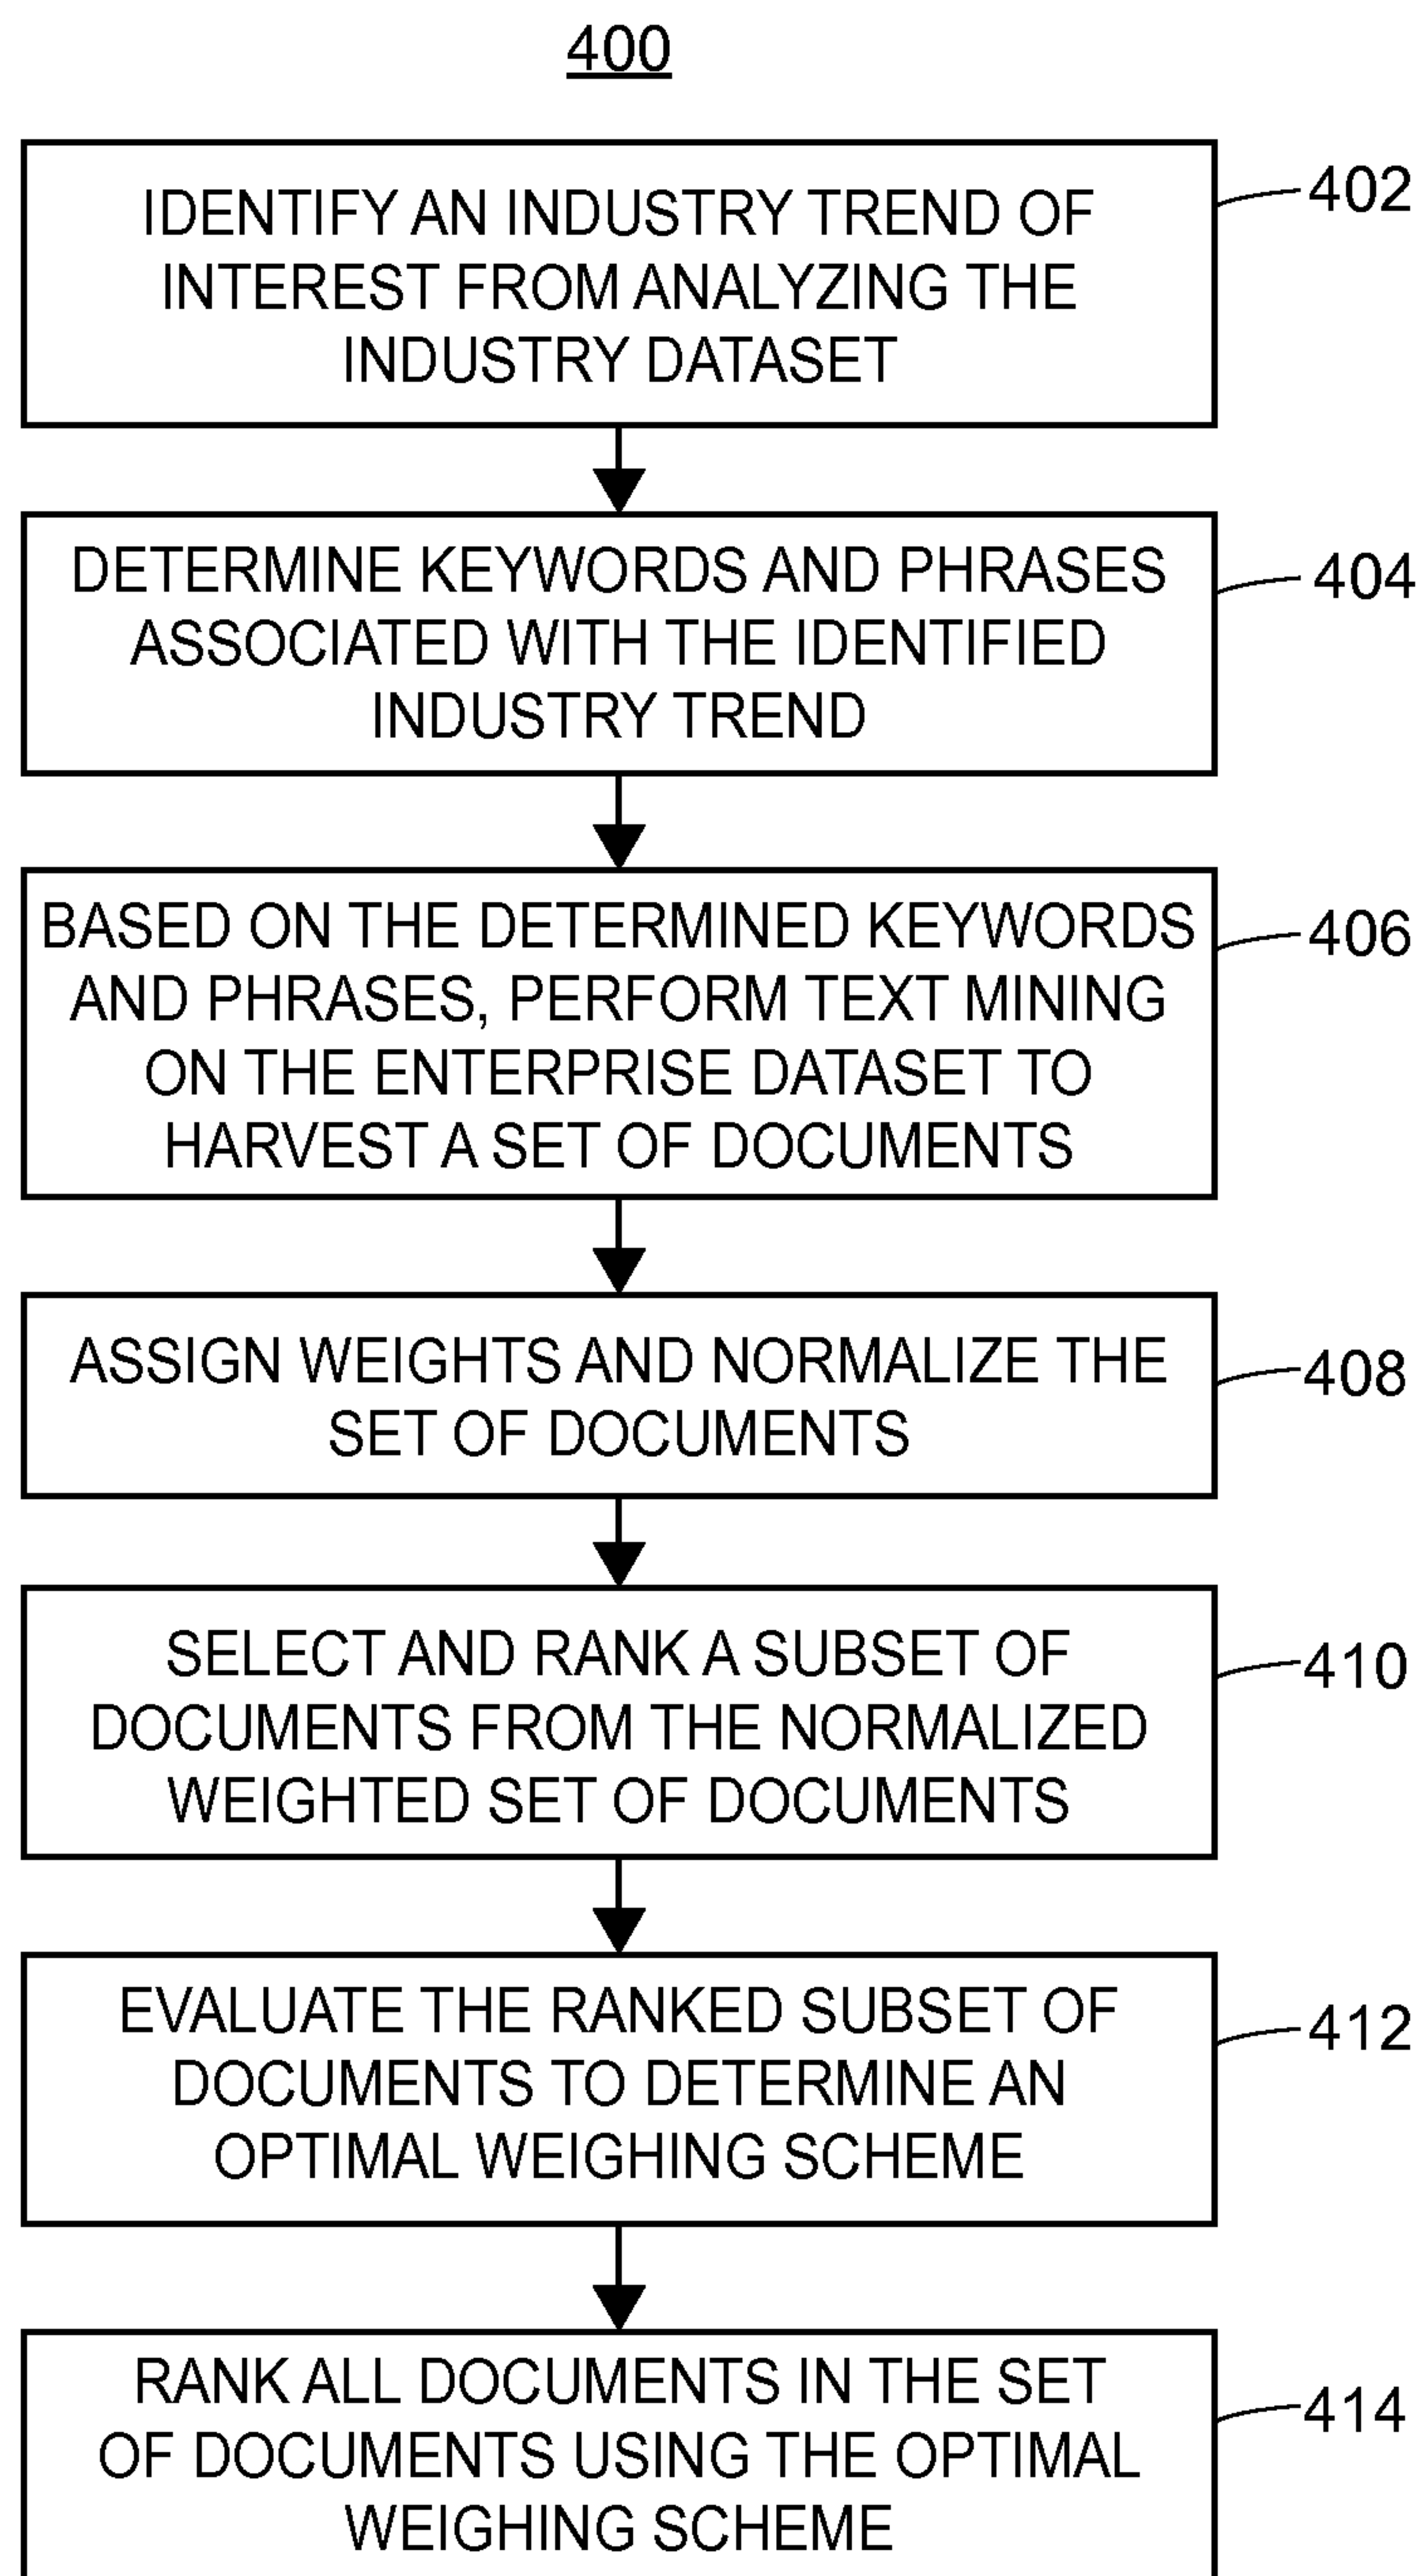 400
IDENTIFY AN INDUSTRY TREND OF
INTEREST FROM ANALYZING THE
INDUSTRY DATASET
402
DETERMINE KEYWORDS AND PHRASES
ASSOCIATED WITH THE IDENTIFIED
INDUSTRY TREND
404
BASED ON THE DETERMINED KEYWORDS
AND PHRASES, PERFORM TEXT MINING
ON THE ENTERPRISE DATASET TO
HARVEST A SET OF DOCUMENTS
406
ASSIGN WEIGHTS AND NORMALIZE THE
SET OF DOCUMENTS
408
SELECT AND RANK A SUBSET OF
DOCUMENTS FROM THE NORMALIZED
WEIGHTED SET OF DOCUMENTS
410
EVALUATE THE RANKED SUBSET OF
DOCUMENTS TO DETERMINE AN
OPTIMAL WEIGHING SCHEME
412
RANK ALL DOCUMENTS IN THE SET
OF DOCUMENTS USING THE OPTIMAL
WEIGHING SCHEME
414